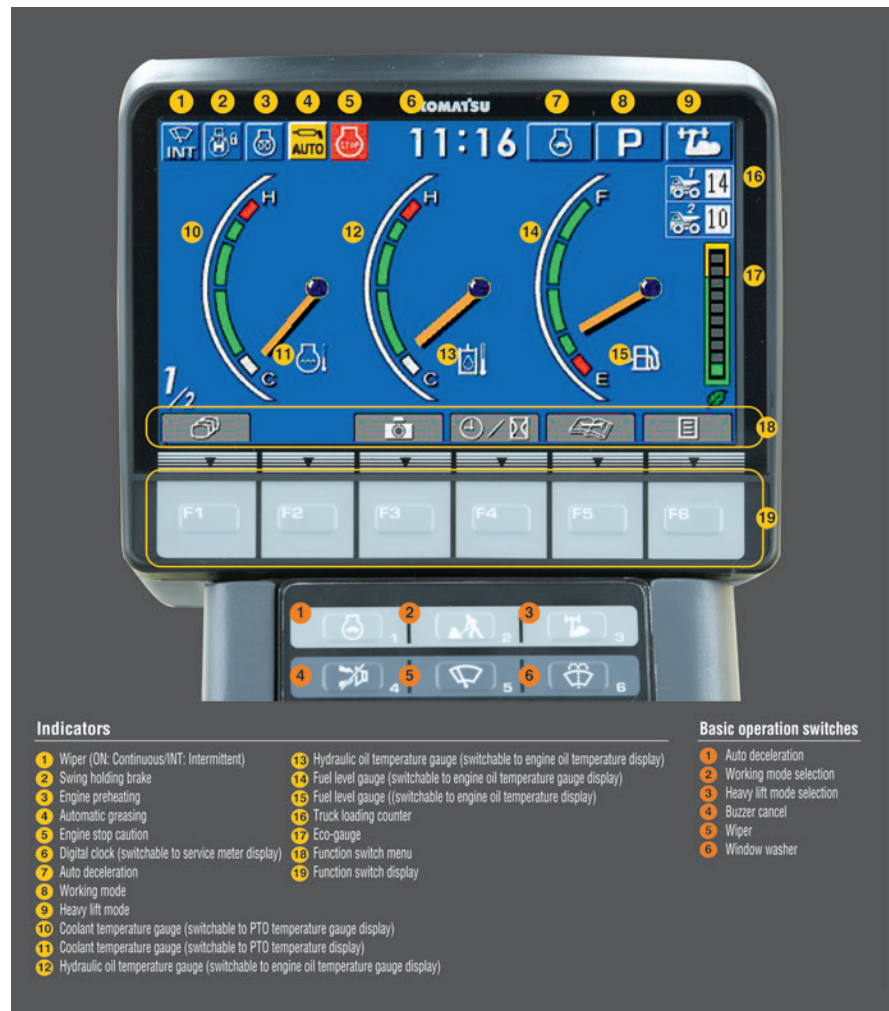 1 2 3 4 5 6 7 8 9
KOMATSU
INT AUTO STOP 11:16 P
1 14 16
2 10
H H F
10 12 14
17
11 13 15
C C E
1/2
18
F1 F2 F3 F4 F5 F6 19
1 1 2 2 3 3
4 4 5 5 6 6
Indicators
1 Wiper (ON: Continuous/INT: Intermittent)
2 Swing holding brake
3 Engine preheating
4 Automatic greasing
5 Engine stop caution
6 Digital clock (switchable to service meter display)
7 Auto deceleration
8 Working mode
9 Heavy lift mode
10 Coolant temperature gauge (switchable to PTO temperature gauge display)
11 Coolant temperature gauge (switchable to PTO temperature display)
12 Hydraulic oil temperature gauge (switchable to engine oil temperature gauge display)
13 Hydraulic oil temperature gauge (switchable to engine oil temperature display)
14 Fuel level gauge (switchable to engine oil temperature gauge display)
15 Fuel level gauge ((switchable to engine oil temperature display)
16 Truck loading counter
17 Eco-gauge
18 Function switch menu
19 Function switch display
Basic operation switches
1 Auto deceleration
2 Working mode selection
3 Heavy lift mode selection
4 Buzzer cancel
5 Wiper
6 Window washer